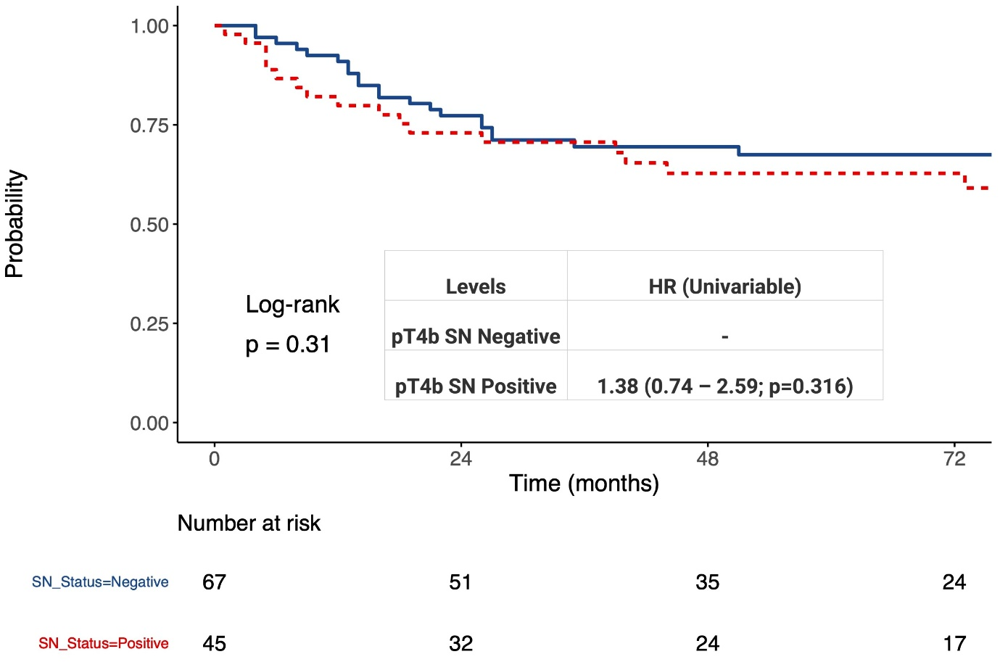 1.00
0.75
0.50
0.25
0.00
Probability
Log-rank
p = 0.31
Levels HR (Univariable)
pT4b SN Negative -
pT4b SN Positive 1.38 (0.74 – 2.59; p=0.316)
0 24 48 72
Time (months)
Number at risk
SN_Status=Negative 67 51 35 24
SN_Status=Positive 45 32 24 17